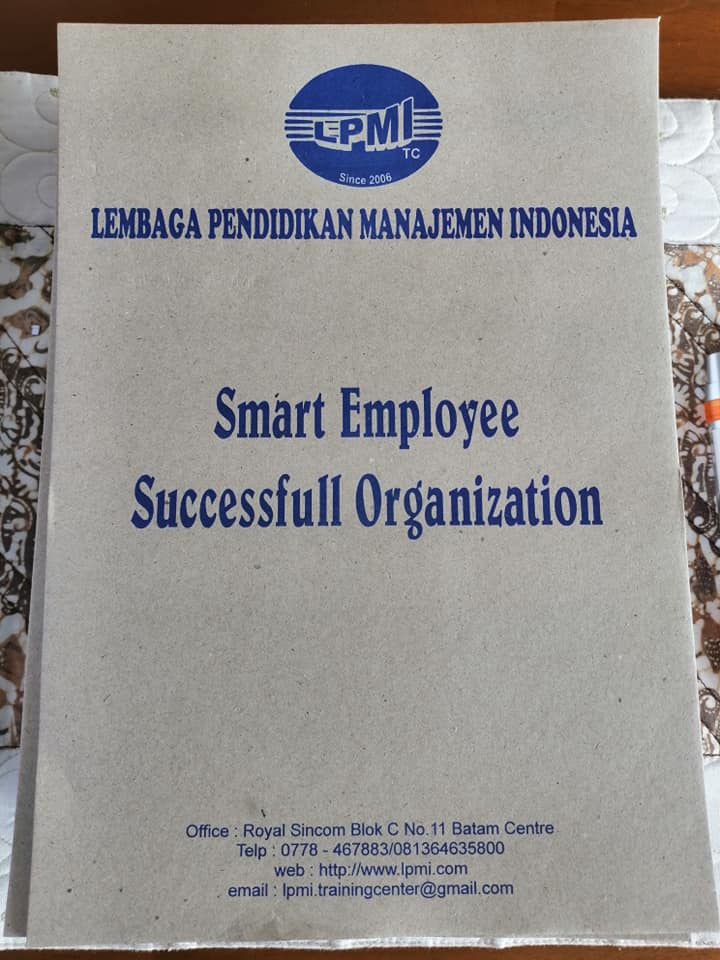 LPMI
TC
Since 2006
LEMBAGA PENDIDIKAN MANAJEMEN INDONESIA
Smart Employee
Successfull Organization
Office : Royal Sincom Blok C No.11 Batam Centre
Telp : 0778 - 467883/081364635800
web : http://www.lpmi.com
email : lpmi.trainingcenter@gmail.com